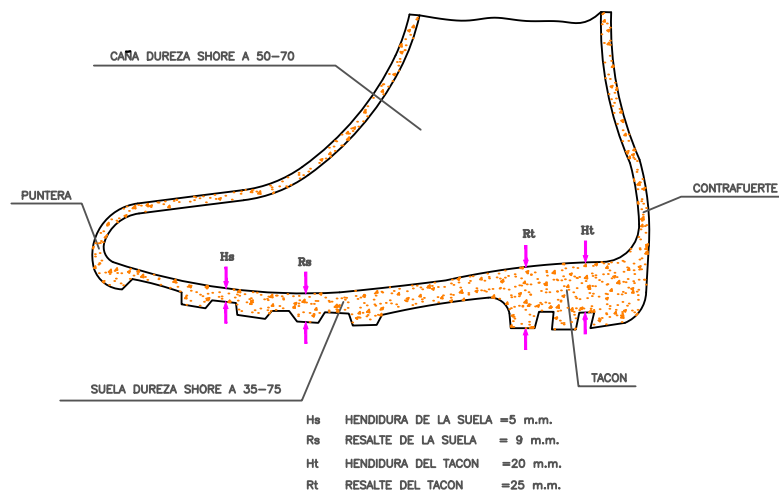 CAÑA DUREZA SHORE A 50-70
PUNTERA
CONTRAFUERTE
Hs
Rs
Rt
Ht
SUELA DUREZA SHORE A 35-75
TACON
Hs HENDIDURA DE LA SUELA =5 m.m.
Rs RESALTE DE LA SUELA = 9 m.m.
Ht HENDIDURA DEL TACON =20 m.m.
Rt RESALTE DEL TACON =25 m.m.